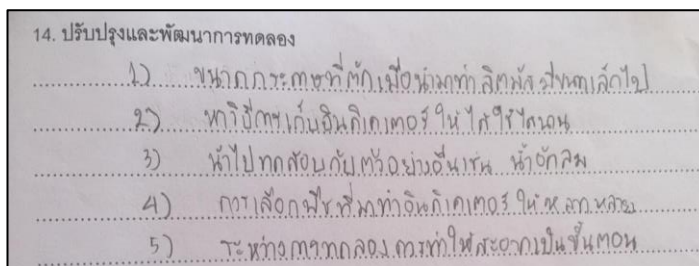 14. ปรับปรุงและพัฒนาการทดลอง
1) ขนาดกระดาษที่ตัดเพื่อนำมาทำลิตมัสมีขนาดเล็กไป
2) หาวิธีการเก็บอินดิเคเตอร์ให้ได้ใช้ได้นาน
3) นำไปทดสอบกับตัวอย่างอื่นเช่น น้ำอัดลม
4) การเลือกพืชที่มาทำอินดิเคเตอร์ให้หลากหลาย
5) ระหว่างการทดลองควรทำให้สะอาดเป็นขั้นตอน